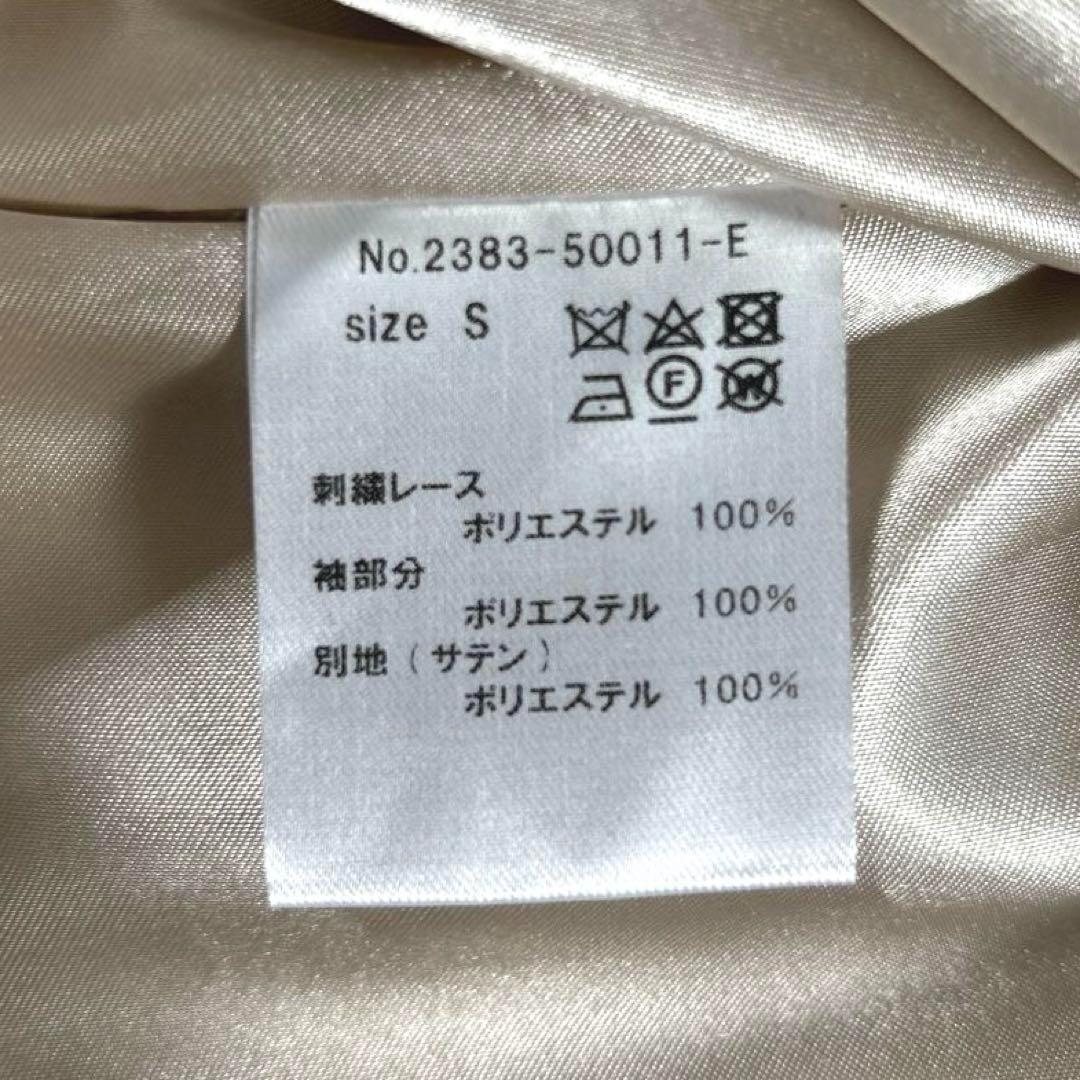 No.2383-50011-E
size S
F
W
刺繍レース
ポリエステル 100%
袖部分
ポリエステル 100%
別地(サテン)
ポリエステル 100%